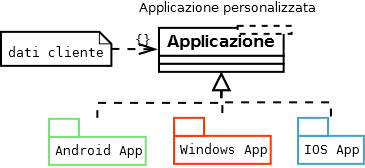 Applicazione personalizzata
{}
Applicazione
dati cliente
Android App
Windows App
IOS App